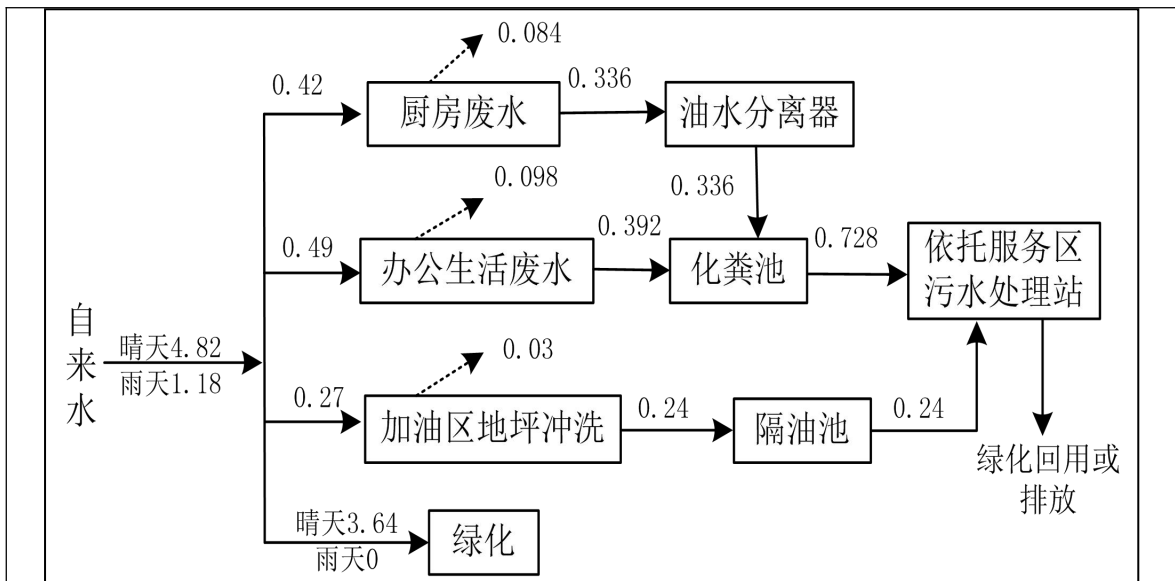 0.084
0.42
厨房废水
0.336
油水分离器
0.336
0.098
0.49
办公生活废水
0.392
化粪池
0.728
依托服务区
污水处理站
自来水
晴天4.82
雨天1.18
0.03
0.27
加油区地坪冲洗
0.24
隔油池
0.24
绿化回用或
排放
晴天3.64
雨天0
绿化